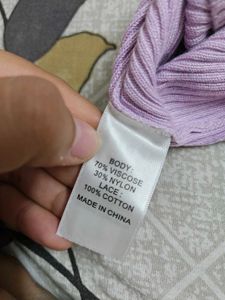 BODY:
70% VISCOSE
30% NYLON
LACE:
100% COTTON
MADE IN CHINA